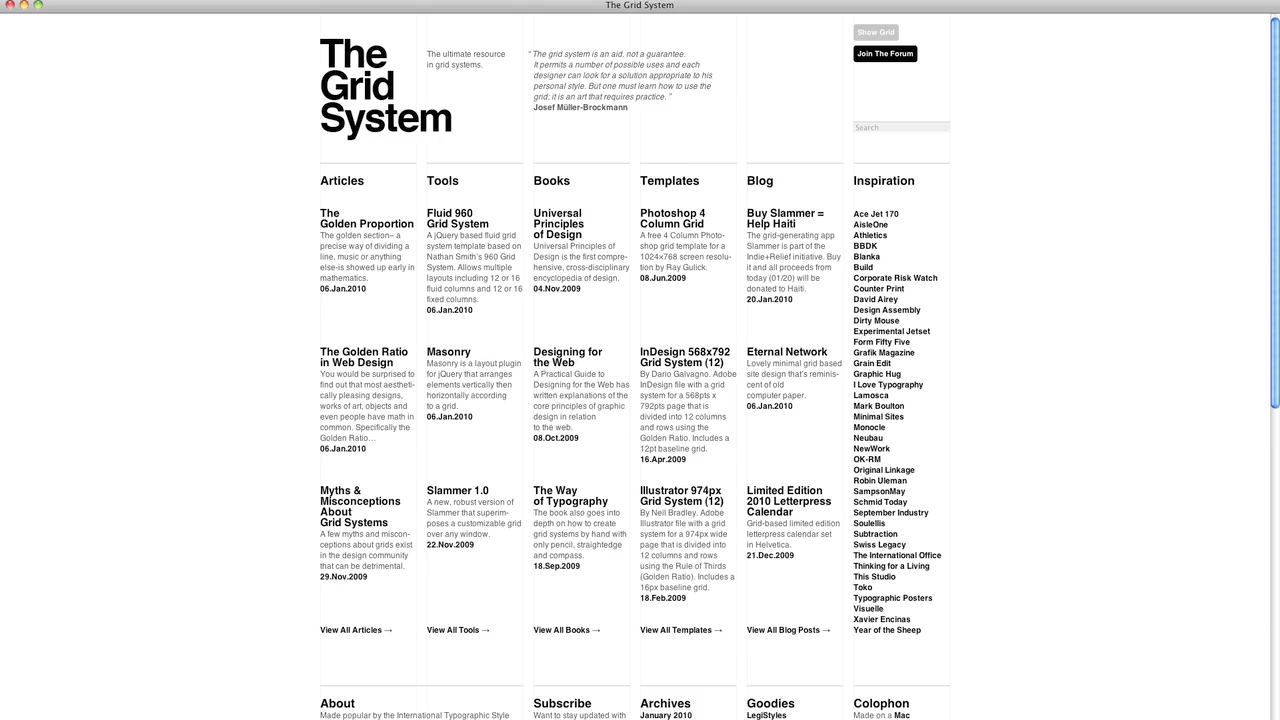 The Grid System
The
Grid
System
The ultimate resource
in grid systems.
“ The grid system is an aid, not a guarantee.
It permits a number of possible uses and each
designer can look for a solution appropriate to his
personal style. But one must learn how to use the
grid; it is an art that requires practice. ”
Josef Müller-Brockmann
Show Grid
Join The Forum
Search
Articles
The
Golden Proportion
The golden section– a
precise way of dividing a
line, music or anything
else–is showed up early in
mathematics.
06.Jan.2010
The Golden Ratio
in Web Design
You would be surprised to
find out that most aestheti-
cally pleasing designs,
works of art, objects and
even people have math in
common. Specifically the
Golden Ratio…
06.Jan.2010
Myths &
Misconceptions
About
Grid Systems
A few myths and miscon-
ceptions about grids exist
in the design community
that can be detrimental.
29.Nov.2009
View All Articles →
Tools
Fluid 960
Grid System
A jQuery based fluid grid
system template based on
Nathan Smith's 960 Grid
System. Allows multiple
layouts including 12 or 16
fluid columns and 12 or 16
fixed columns.
06.Jan.2010
Masonry
Masonry is a layout plugin
for jQuery that arranges
elements vertically then
horizontally according
to a grid.
06.Jan.2010
Slammer 1.0
A new, robust version of
Slammer that superim-
poses a customizable grid
over any window.
22.Nov.2009
View All Tools →
Books
Universal
Principles
of Design
Universal Principles of
Design is the first compre-
hensive, cross-disciplinary
encyclopedia of design.
04.Nov.2009
Designing for
the Web
A Practical Guide to
Designing for the Web has
written explanations of the
core principles of graphic
design in relation
to the web.
08.Oct.2009
The Way
of Typography
The book also goes into
depth on how to create
grid systems by hand with
only pencil, straightedge
and compass.
18.Sep.2009
View All Books →
Templates
Photoshop 4
Column Grid
A free 4 Column Photo-
shop grid template for a
1024×768 screen resolu-
tion by Ray Gulick.
08.Jun.2009
InDesign 568x792
Grid System (12)
By Dario Galvagno. Adobe
InDesign file with a grid
system for a 568pts x
792pts page that is
divided into 12 columns
and rows using the
Golden Ratio. Includes a
12pt baseline grid.
16.Apr.2009
Illustrator 974px
Grid System (12)
By Neil Bradley. Adobe
Illustrator file with a grid
system for a 974px wide
page that is divided into
12 columns and rows
using the Rule of Thirds
(Golden Ratio). Includes a
16px baseline grid.
18.Feb.2009
View All Templates →
Blog
Buy Slammer =
Help Haiti
The grid-generating app
Slammer is part of the
Indie+Relief initiative. Buy
it and all proceeds from
today (01/20) will be
donated to Haiti.
20.Jan.2010
Eternal Network
Lovely minimal grid based
site design that's reminis-
cent of old
computer paper.
06.Jan.2010
Limited Edition
2010 Letterpress
Calendar
Grid-based limited edition
letterpress calendar set
in Helvetica.
21.Dec.2009
View All Blog Posts →
Inspiration
Ace Jet 170
AisleOne
Athletics
BBDK
Blanka
Build
Corporate Risk Watch
Counter Print
David Airey
Design Assembly
Dirty Mouse
Experimental Jetset
Form Fifty Five
Grafik Magazine
Grain Edit
Graphic Hug
I Love Typography
Lamosca
Mark Boulton
Minimal Sites
Monocle
Neubau
NewWork
OK-RM
Original Linkage
Robin Uleman
SampsonMay
Schmid Today
September Industry
Soulellis
Subtraction
Swiss Legacy
The International Office
Thinking for a Living
This Studio
Toko
Typographic Posters
Visuelle
Xavier Encinas
Year of the Sheep
About
Made popular by the International Typographic Style
Subscribe
Want to stay updated with
Archives
January 2010
Goodies
LegiStyles
Colophon
Made on a Mac